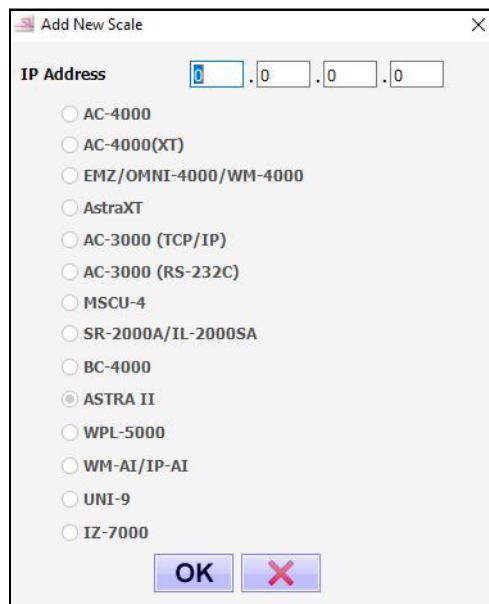 Add New Scale
IP Address 0 . 0 . 0 . 0
AC-4000
AC-4000(XT)
EMZ/OMNI-4000/WM-4000
AstraXT
AC-3000 (TCP/IP)
AC-3000 (RS-232C)
MSCU-4
SR-2000A/IL-2000SA
BC-4000
ASTRA II
WPL-5000
WM-AI/IP-AI
UNI-9
IZ-7000
OK